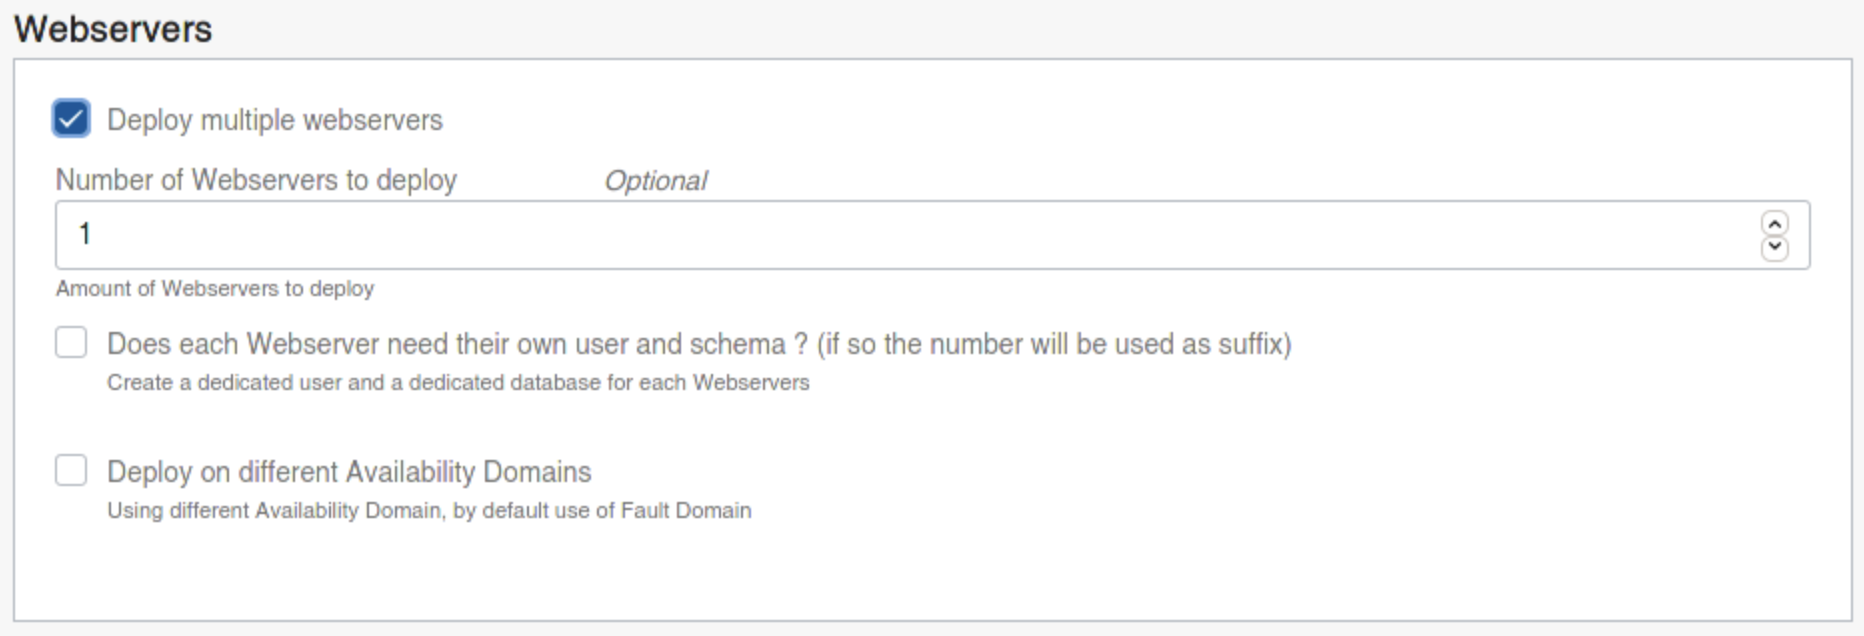 Webservers
Deploy multiple webservers
Number of Webservers to deploy Optional
1
Amount of Webservers to deploy
Does each Webserver need their own user and schema ? (if so the number will be used as suffix)
Create a dedicated user and a dedicated database for each Webservers
Deploy on different Availability Domains
Using different Availability Domain, by default use of Fault Domain